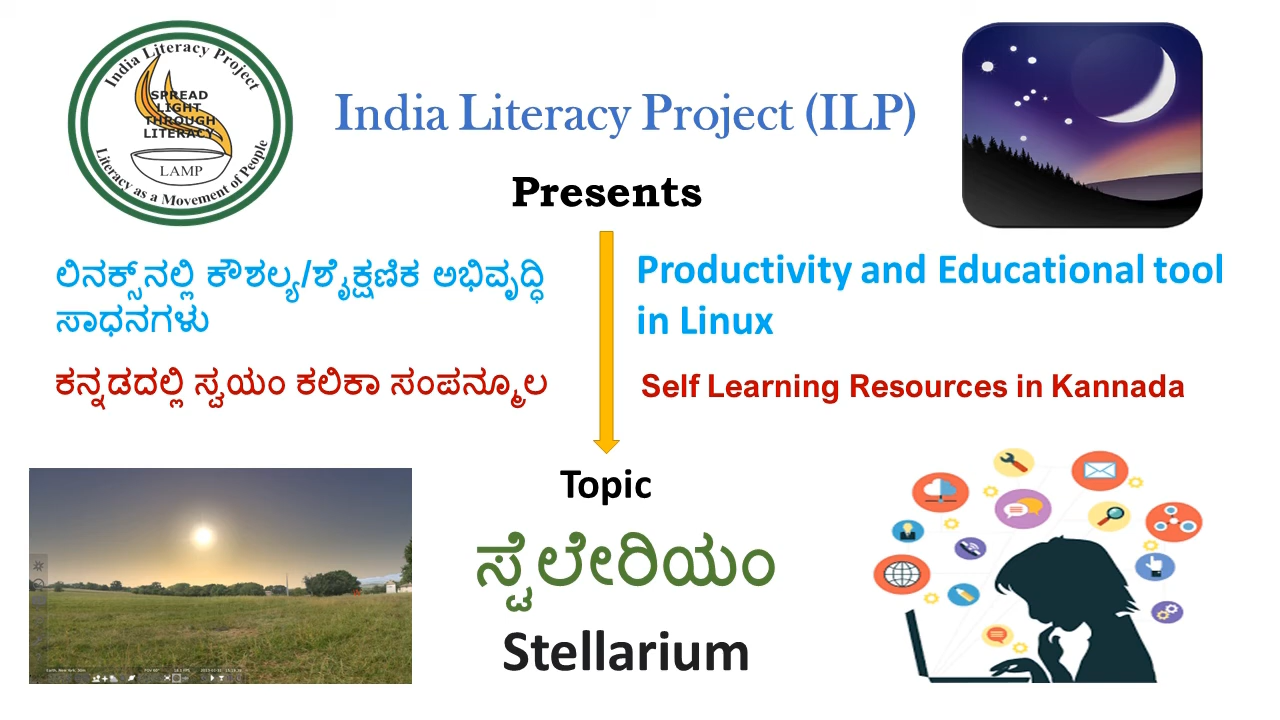 India Literacy Project
SPREAD
LIGHT
THROUGH
LITERACY
LAMP
Literacy as a Movement of People
India Literacy Project (ILP)
Presents
ಲಿನಕ್ಸ್‌ನಲ್ಲಿ ಕೌಶಲ್ಯ/ಶೈಕ್ಷಣಿಕ ಅಭಿವೃದ್ಧಿ
ಸಾಧನಗಳು
ಕನ್ನಡದಲ್ಲಿ ಸ್ವಯಂ ಕಲಿಕಾ ಸಂಪನ್ಮೂಲ
Productivity and Educational tool
in Linux
Self Learning Resources in Kannada
Topic
ಸ್ಟೆಲೇರಿಯಂ
Stellarium